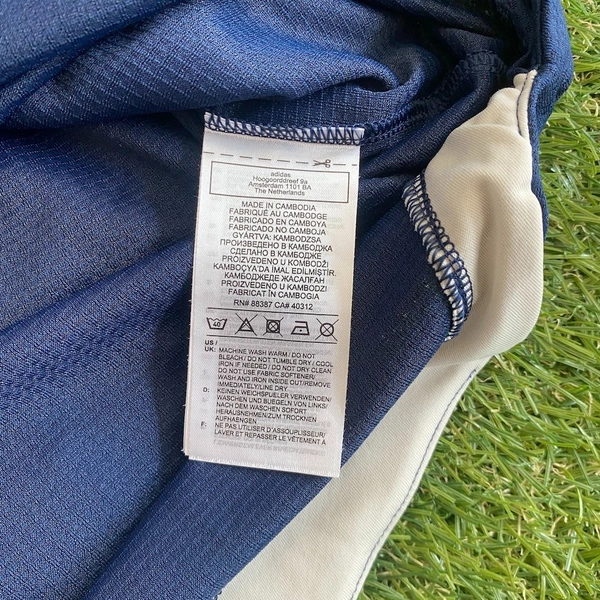 adidas
Hoogoorddreef 9a
Amsterdam 1101 BA
The Netherlands
MADE IN CAMBODIA
FABRIQUÉ AU CAMBODGE
FABRICADO EN CAMBOYA
FABRICADO NO CAMBOJA
GYÁRTVA: KAMBODZSA
ПРОИЗВЕДЕНО В КАМБОДЖА
СДЕЛАНО В КАМБОДЖЕ
PROIZVEDENO U KOMBODŽI
KAMBOÇYA'DA İMAL EDİLMİŞTİR.
КАМБОДЖЕДЕ ЖАСАЛҒАН
PROIZVEDENO U KAMBODŽI
FABRICAT ÎN CAMBOGIA
RN# 88387 CA# 40312
40
US /
UK: MACHINE WASH WARM / DO NOT
BLEACH / DO NOT TUMBLE DRY / COOL
IRON IF NEEDED / DO NOT DRY CLEAN
DO NOT USE FABRIC SOFTENER/
WASH AND IRON INSIDE OUT/REMOVE
IMMEDIATELY/LINE DRY.
D: KEINEN WEICHSPUELER VERWENDEN/
WASCHEN UND BUEGELN VON LINKS/
NACH DEM WASCHEN SOFORT
HERAUSNEHMEN/ZUM TROCKNEN
AUFHAENGEN
F: NE PAS UTILISER D'ASSOUPLISSEUR/
LAVER ET REPASSER LE VÊTEMENT À